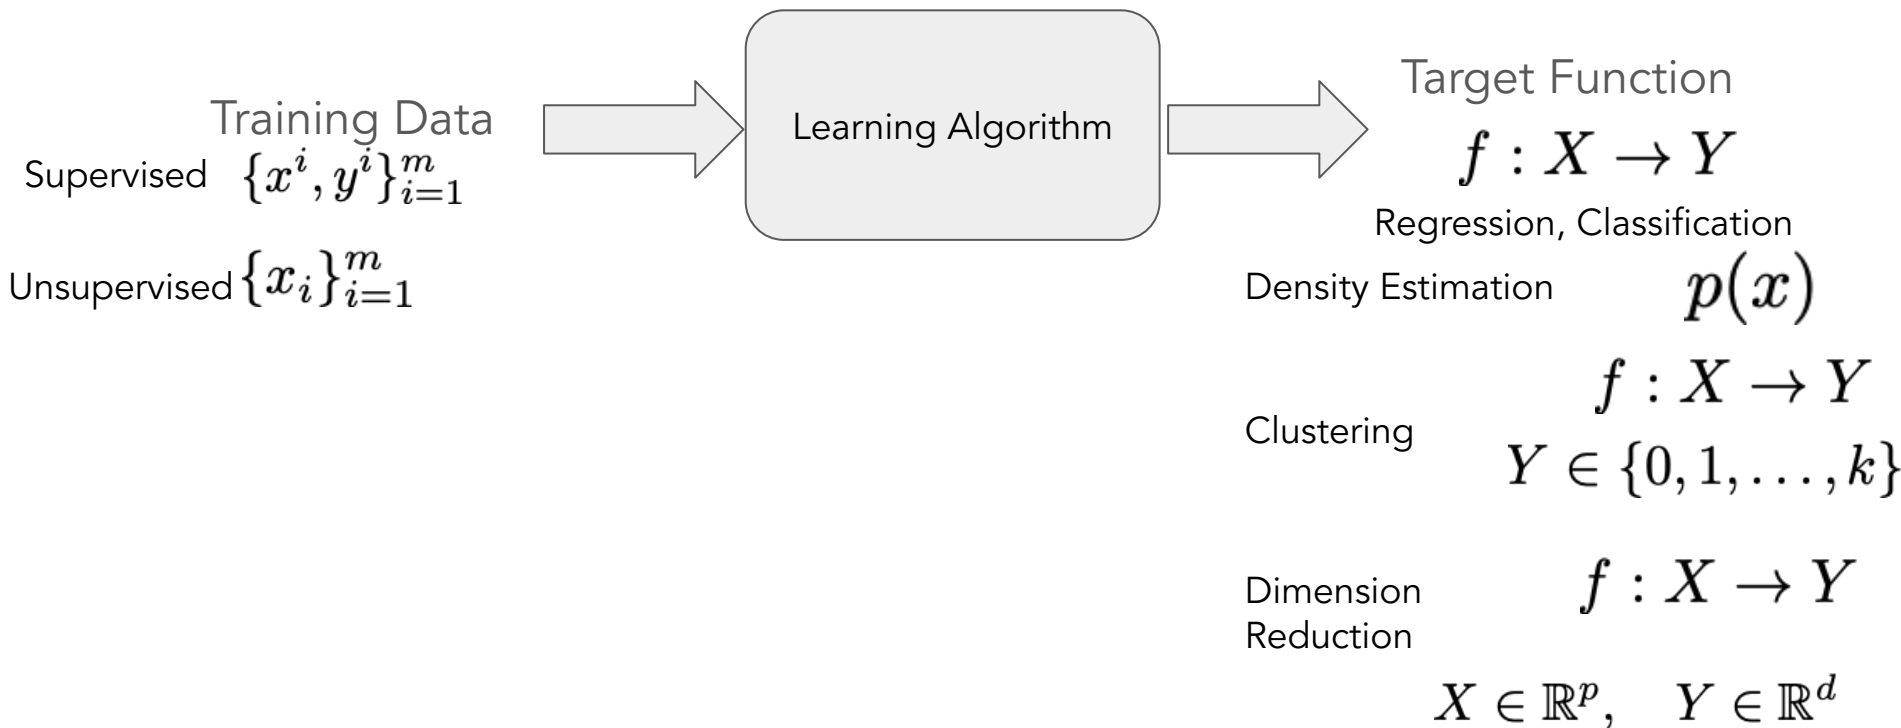 Training Data
Supervised {x^i, y^i}_{i=1}^m
Unsupervised {x_i}_{i=1}^m
Learning Algorithm
Target Function
f : X → Y
Regression, Classification
Density Estimation p(x)
Clustering
f : X → Y
Y ∈ {0, 1, . . . , k}
Dimension
Reduction
f : X → Y
X ∈ ℝ^p, Y ∈ ℝ^d